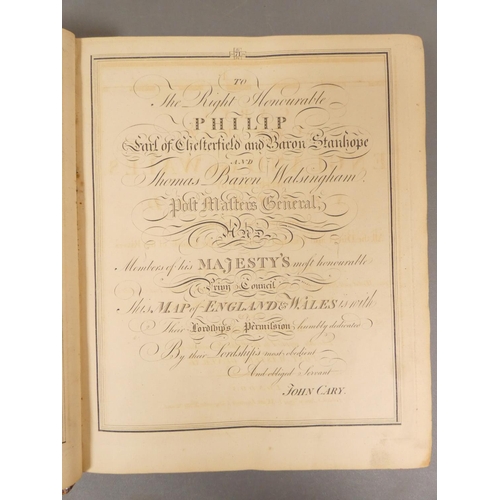 TO
The Right Honourable
PHILIP
Earl of Chesterfield and Baron Stanhope
AND
Thomas Baron Walsingham
Post Masters General,
AND
Members of his MAJESTY'S most honourable
Privy Council
This MAP of ENGLAND & WALES is with
Their Lordships Permission humbly dedicated
By their Lordships most obedient
And obliged Servant
JOHN CARY.